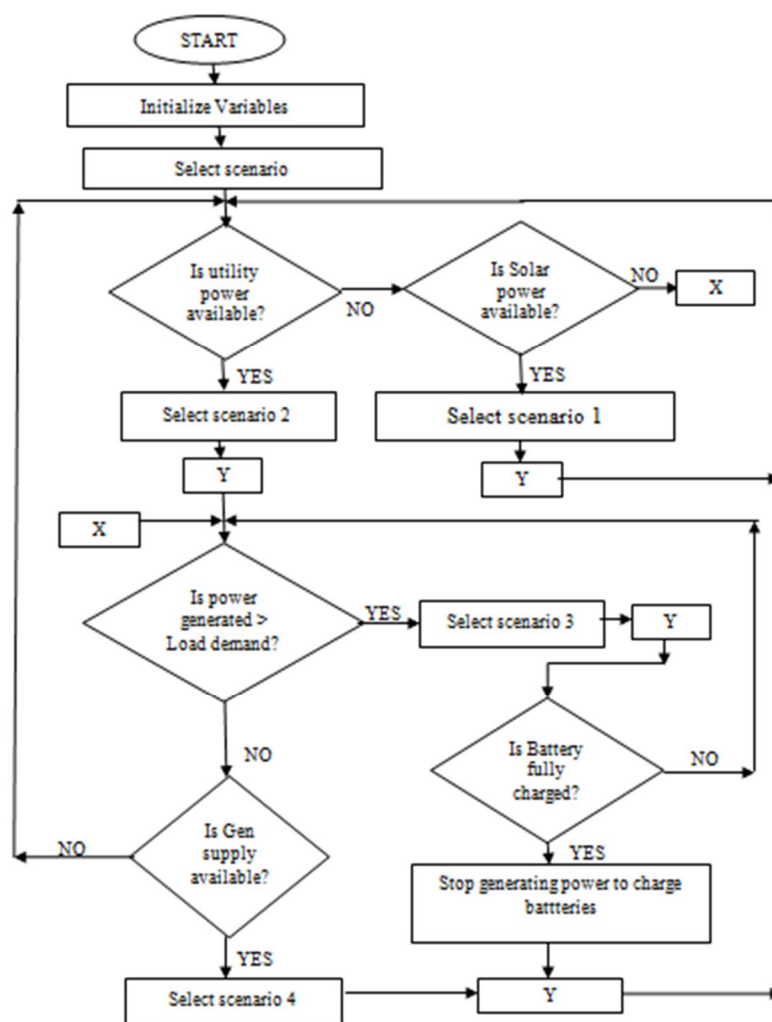 START
Initialize Variables
Select scenario
Is utility
power
available?
NO
Is Solar
power
available?
NO
X
YES
YES
Select scenario 2
Select scenario 1
Y
Y
X
Is power
generated >
Load demand?
YES
Select scenario 3
Y
NO
Is Battery
fully
charged?
NO
Is Gen
supply
available?
NO
YES
Stop generating power to charge
battteries
YES
Select scenario 4
Y